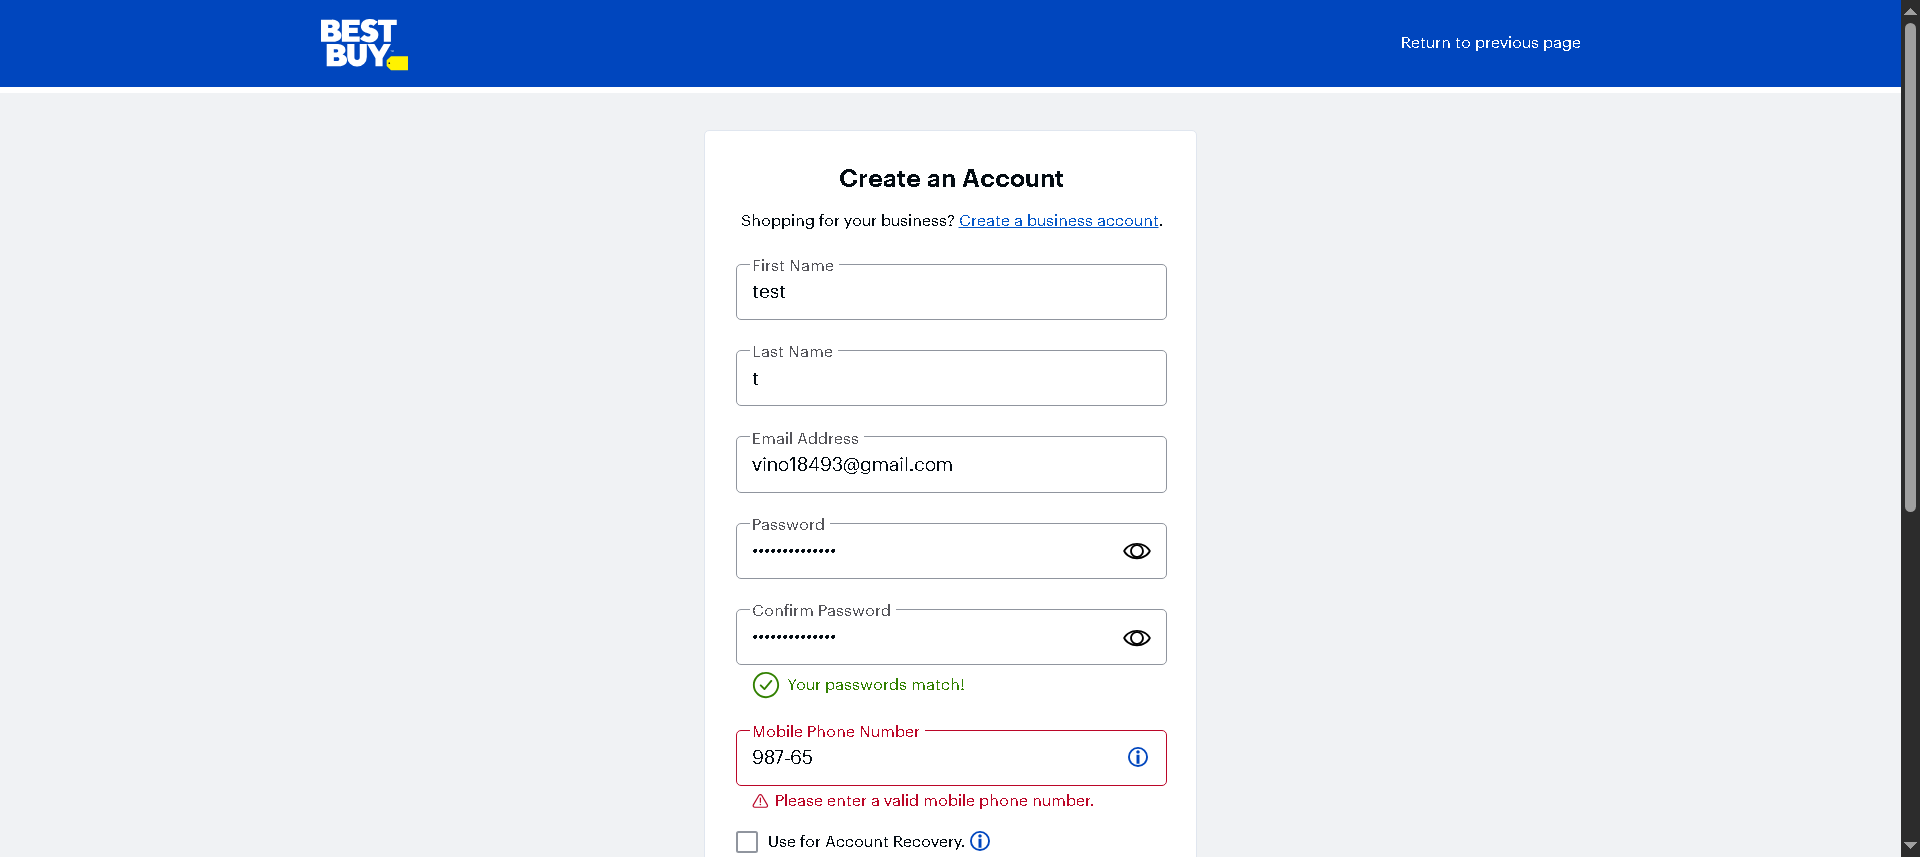 BEST
BUY
Return to previous page
Create an Account
Shopping for your business? Create a business account.
First Name
test
Last Name
t
Email Address
vino18493@gmail.com
Password
••••••••••••••
Confirm Password
••••••••••••••
Your passwords match!
Mobile Phone Number
987-65
Please enter a valid mobile phone number.
Use for Account Recovery.